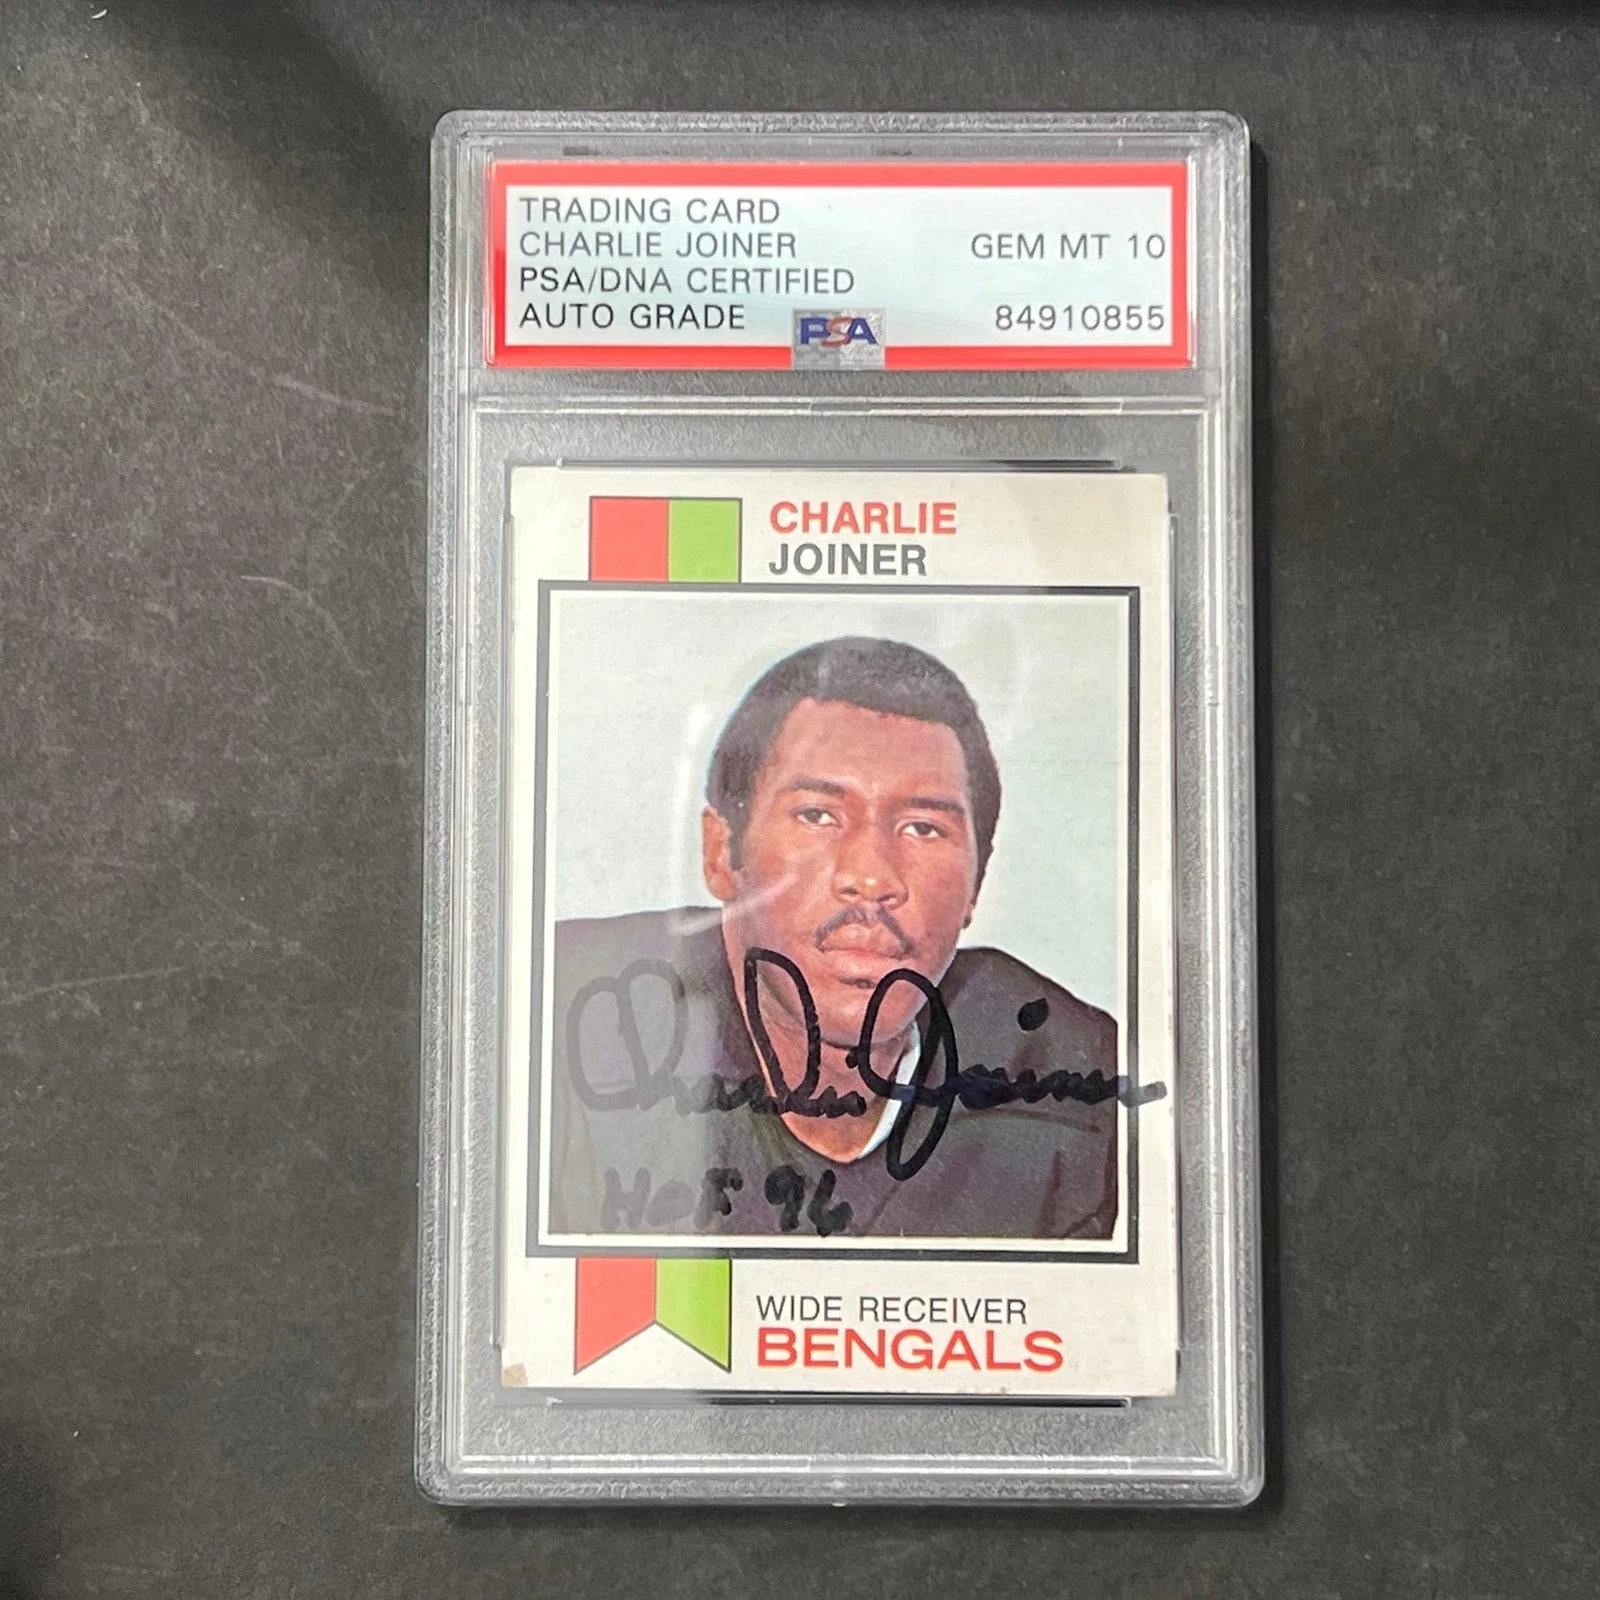 TRADING CARD
CHARLIE JOINER GEM MT 10
PSA/DNA CERTIFIED
AUTO GRADE PSA 84910855
CHARLIE
JOINER
Charlie Joiner
HOF 96
WIDE RECEIVER
BENGALS